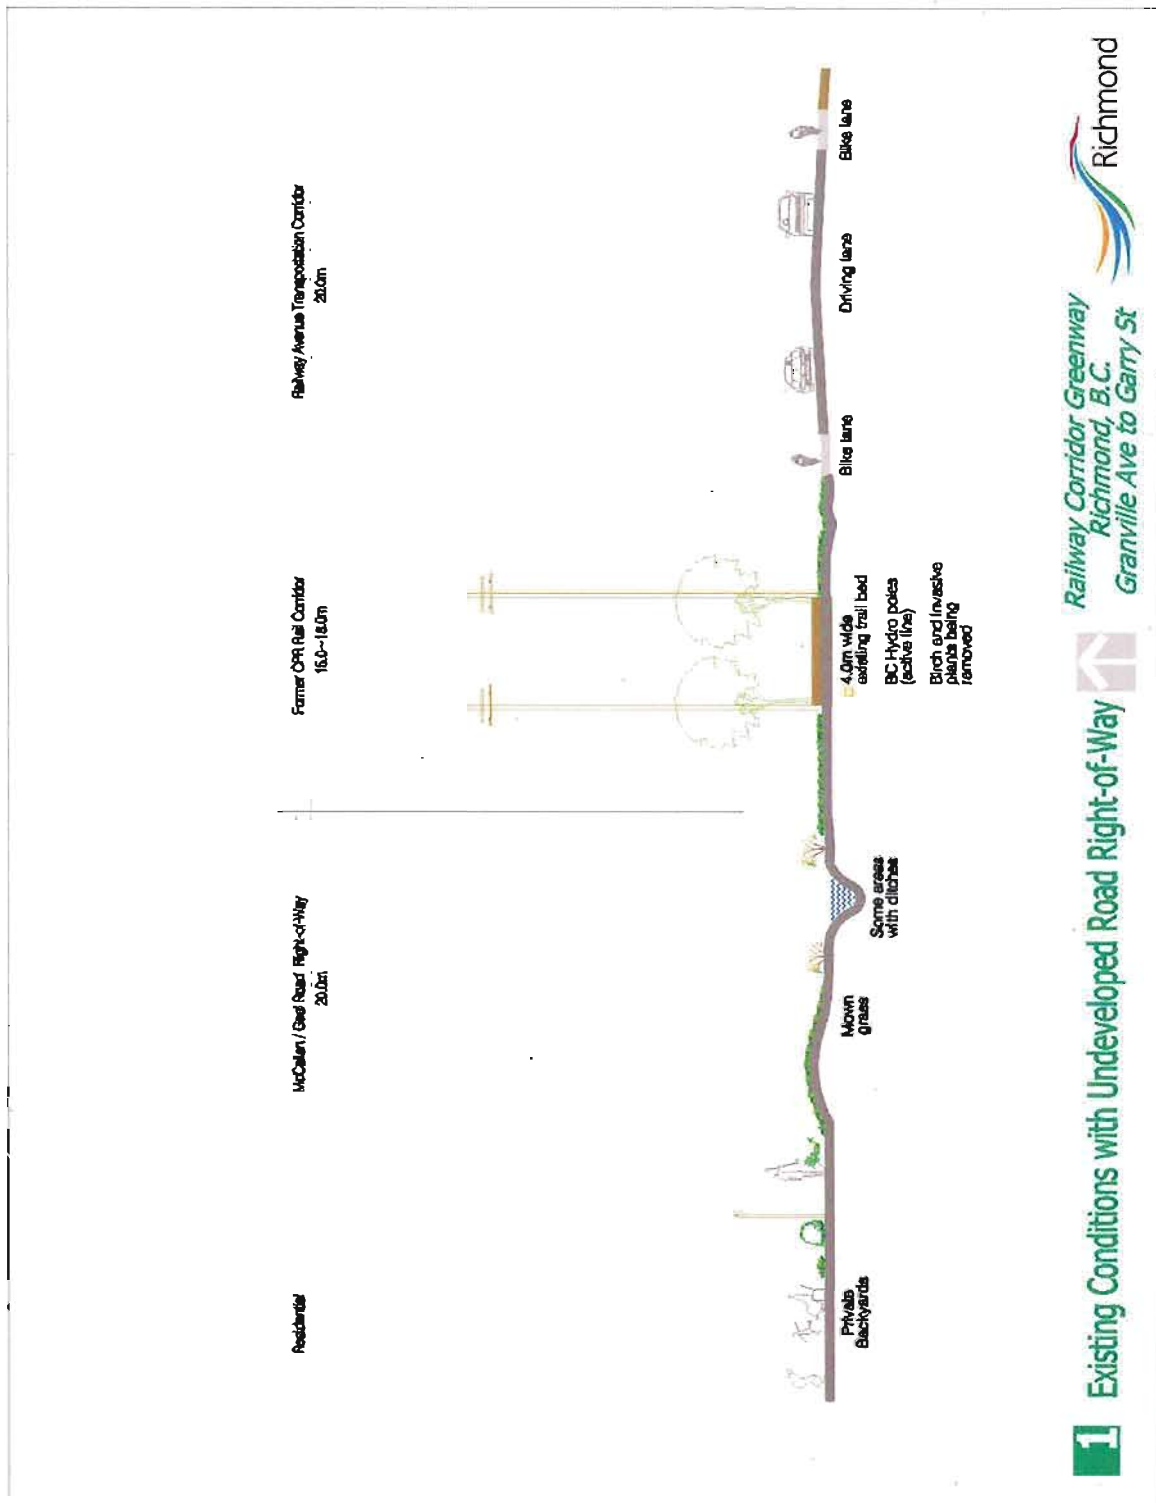 Residential
McCallan / Geal Road Right-of-Way
20.0m
Former CPR Rail Corridor
16.0~18.0m
Railway Avenue Transportation Corridor
20.0m
Private
Backyards
Mown
grass
Some areas
with ditches
4.0m wide
existing trail bed
BC Hydro poles
(active line)
Birch and invasive
plants being
removed
Bike lane
Driving lane
Bike lane
1 Existing Conditions with Undeveloped Road Right-of-Way
Railway Corridor Greenway
Richmond, B.C.
Granville Ave to Garry St
Richmond